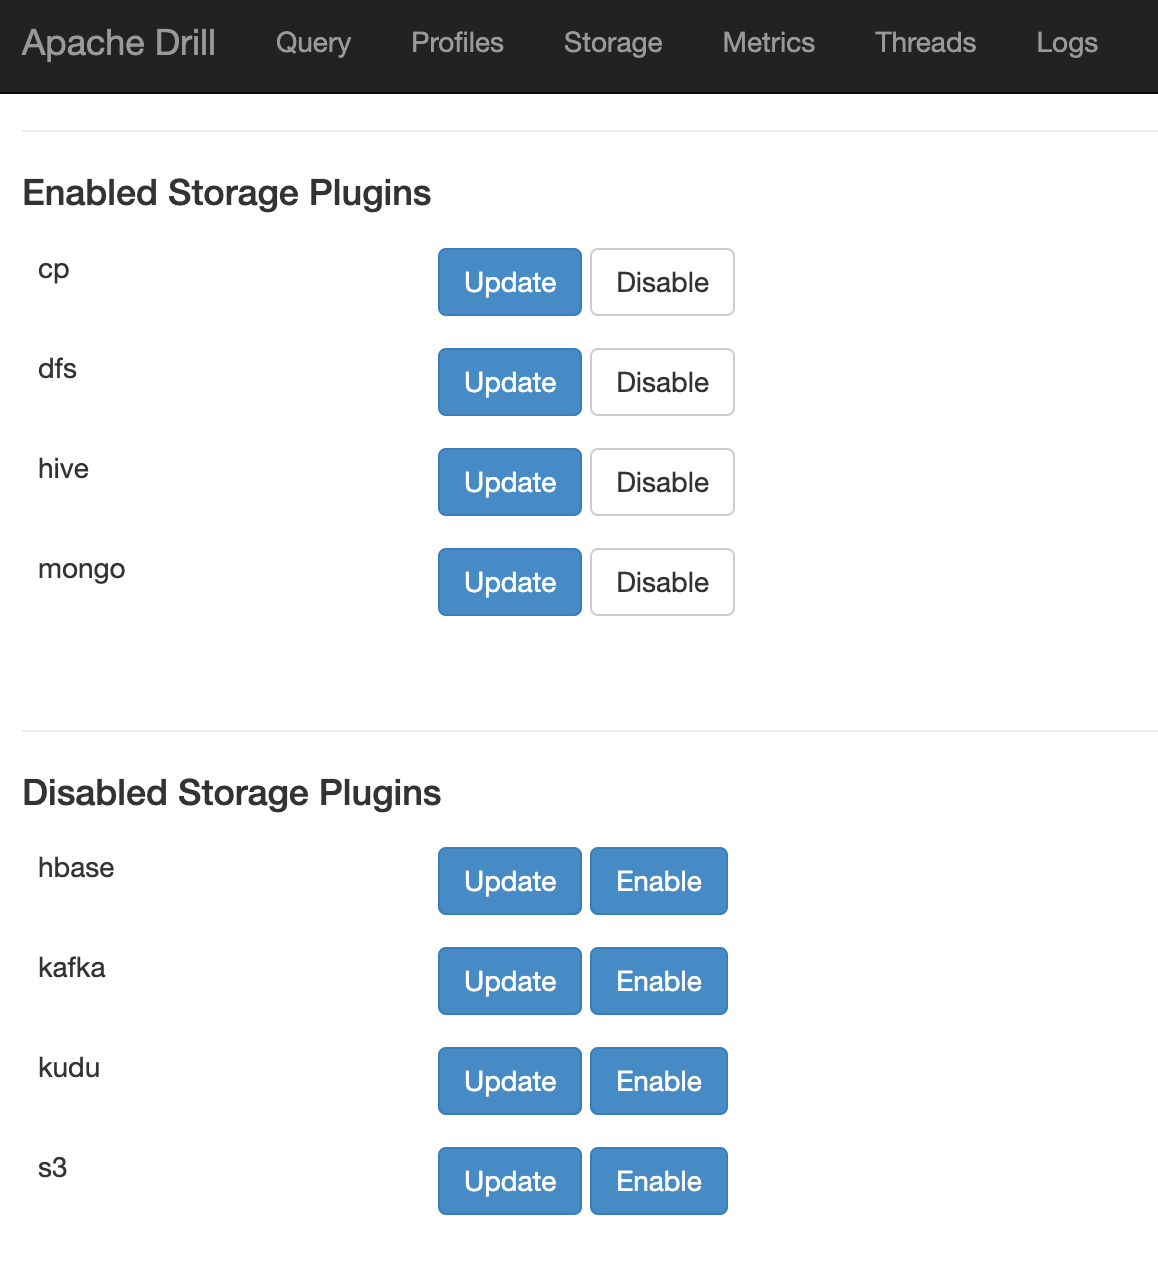 Apache Drill Query Profiles Storage Metrics Threads Logs
Enabled Storage Plugins
cp Update Disable
dfs Update Disable
hive Update Disable
mongo Update Disable
Disabled Storage Plugins
hbase Update Enable
kafka Update Enable
kudu Update Enable
s3 Update Enable